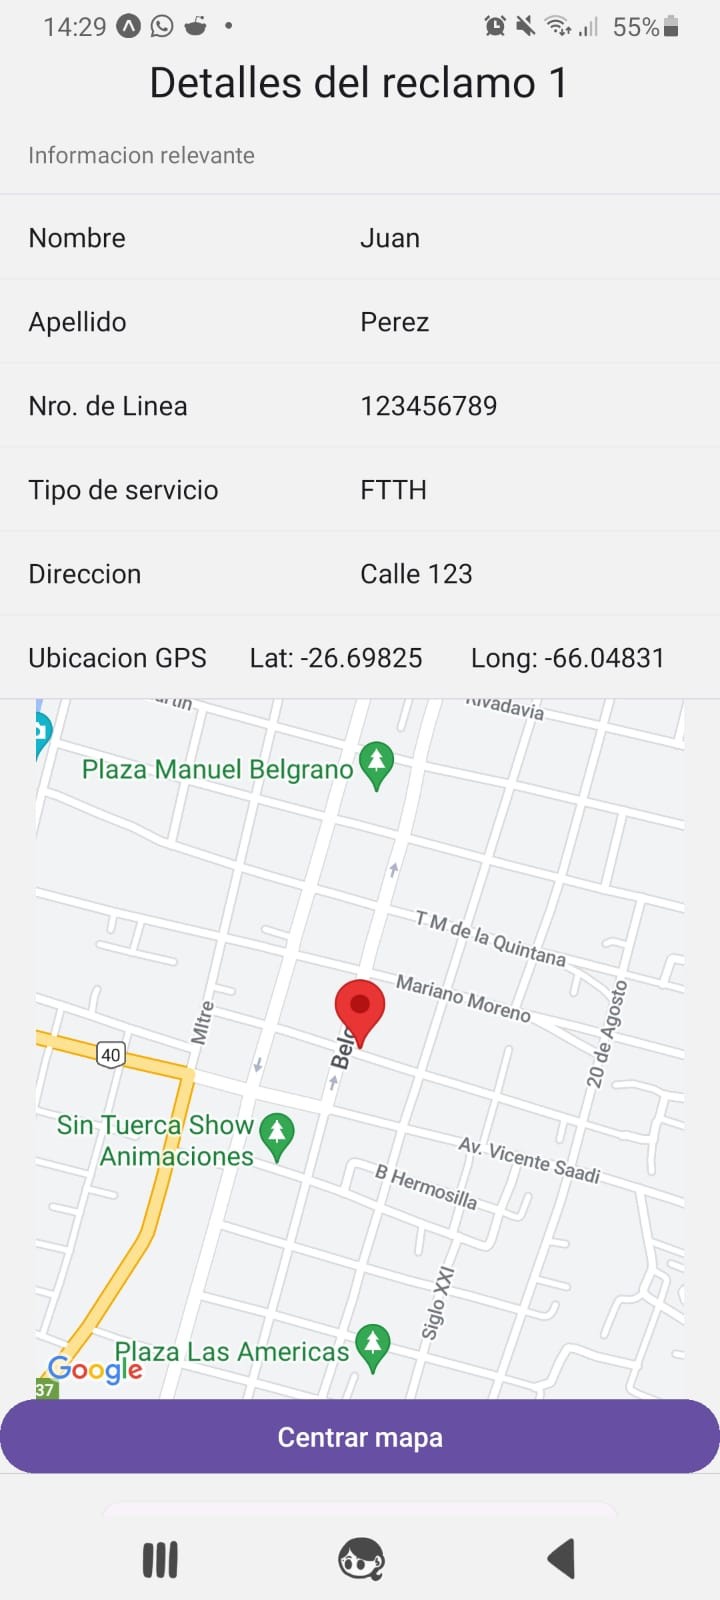 14:29 55%
Detalles del reclamo 1
Informacion relevante
Nombre Juan
Apellido Perez
Nro. de Linea 123456789
Tipo de servicio FTTH
Direccion Calle 123
Ubicacion GPS Lat: -26.69825 Long: -66.04831
Rivadavia
Plaza Manuel Belgrano
T M de la Quintana
Mariano Moreno
20 de Agosto
MItre
Belg
40
Sin Tuerca Show
Animaciones
Av. Vicente Saadi
B Hermosilla
Siglo XXI
Plaza Las Americas
Google
37
Centrar mapa